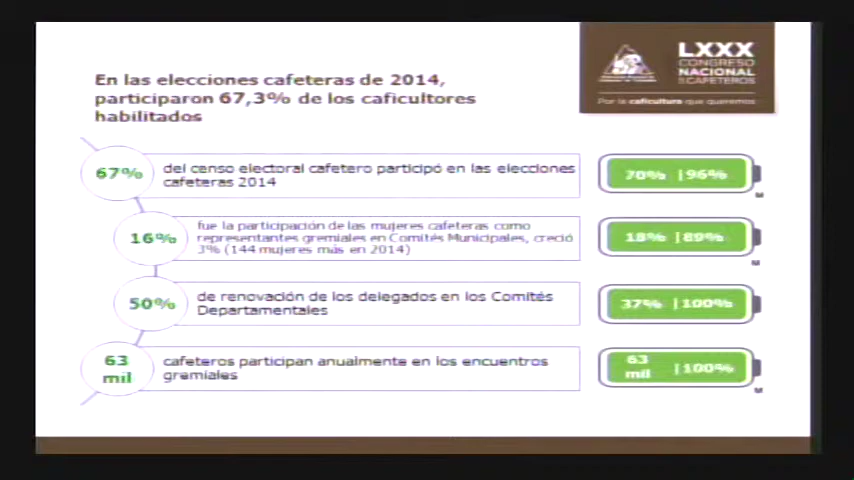 En las elecciones cafeteras de 2014,
participaron 67,3% de los caficultores
habilitados
LXXX
CONGRESO
NACIONAL
DE CAFETEROS
Por la caficultura que queremos
67%
del censo electoral cafetero participó en las elecciones
cafeteras 2014
70% | 96%
M
16%
fue la participación de las mujeres cafeteras como
representantes gremiales en Comités Municipales, creció
3% (144 mujeres más en 2014)
18% | 89%
M
50%
de renovación de los delegados en los Comités
Departamentales
37% | 100%
63
mil
cafeteros participan anualmente en los encuentros
gremiales
63
mil | 100%
M